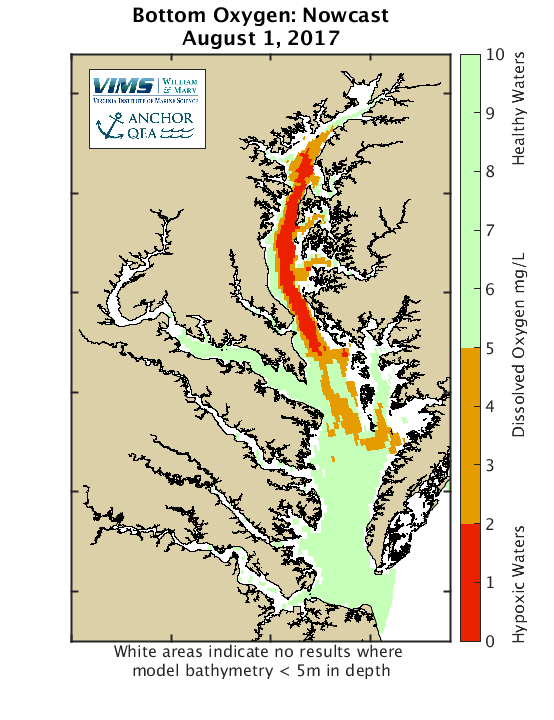 Bottom Oxygen: Nowcast
August 1, 2017
VIMS | WILLIAM & MARY
VIRGINIA INSTITUTE OF MARINE SCIENCE
ANCHOR
QEA
10
9
8
7
6
5
4
3
2
1
0
Healthy Waters
Dissolved Oxygen mg/L
Hypoxic Waters
White areas indicate no results where
model bathymetry < 5m in depth